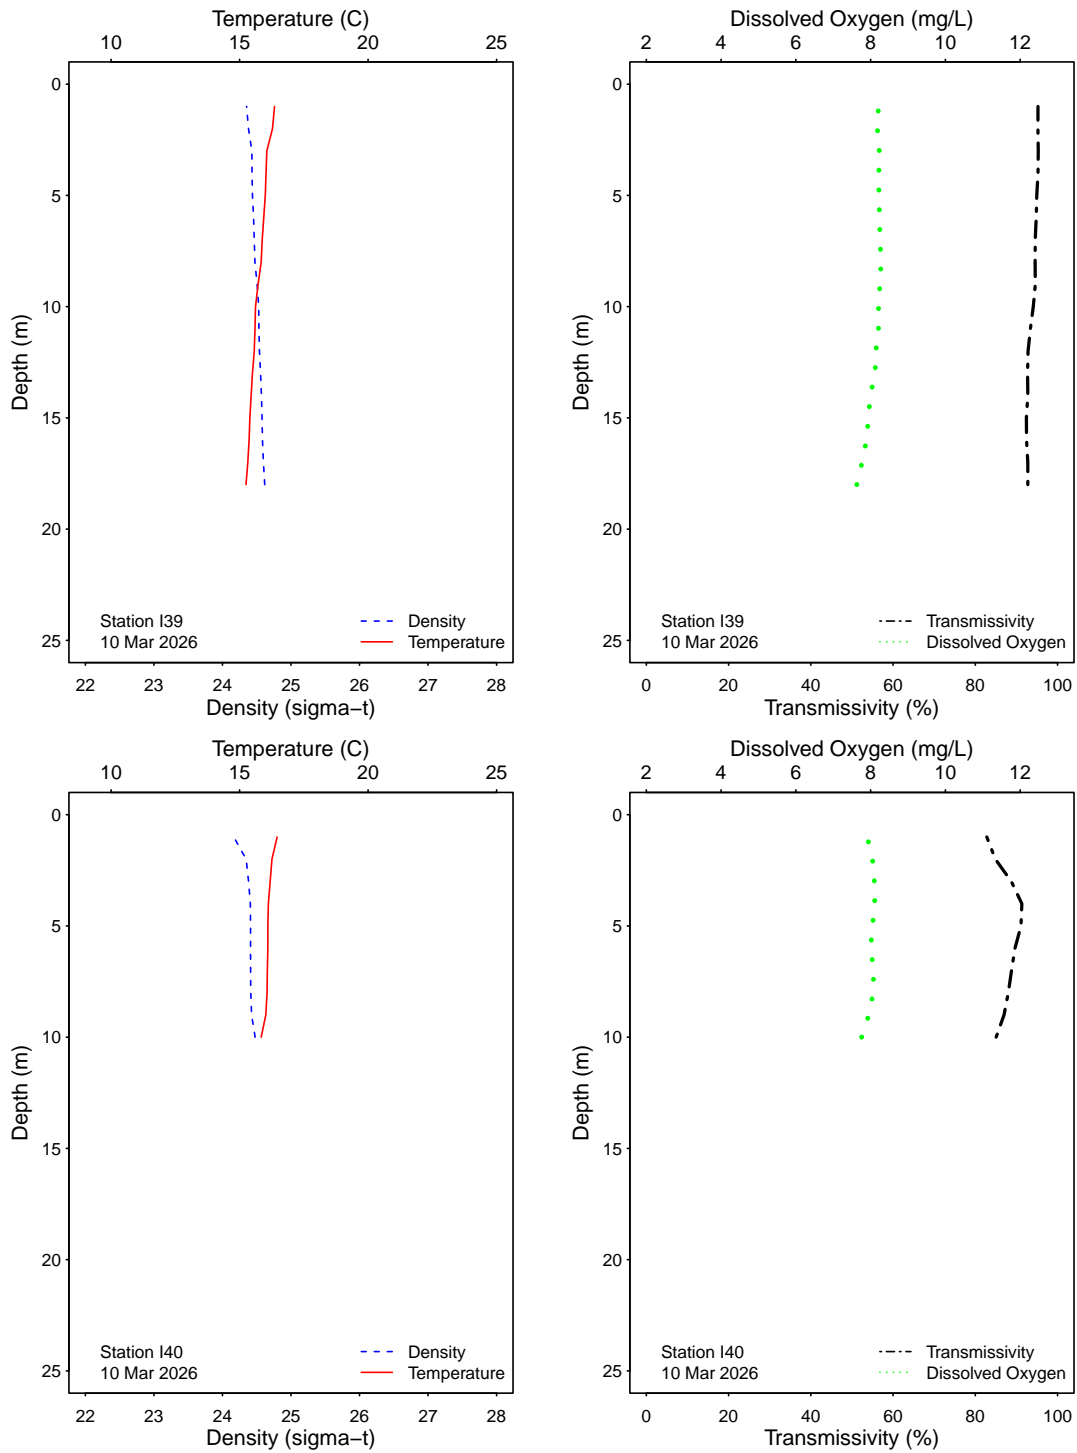 Temperature (C)
10 15 20 25
0
5
10
15
20
25
Depth (m)
Station I39
10 Mar 2026
Density
Temperature
22 23 24 25 26 27 28
Density (sigma−t)
Dissolved Oxygen (mg/L)
2 4 6 8 10 12
0
5
10
15
20
25
Depth (m)
Station I39
10 Mar 2026
Transmissivity
Dissolved Oxygen
0 20 40 60 80 100
Transmissivity (%)
Temperature (C)
10 15 20 25
0
5
10
15
20
25
Depth (m)
Station I40
10 Mar 2026
Density
Temperature
22 23 24 25 26 27 28
Density (sigma−t)
Dissolved Oxygen (mg/L)
2 4 6 8 10 12
0
5
10
15
20
25
Depth (m)
Station I40
10 Mar 2026
Transmissivity
Dissolved Oxygen
0 20 40 60 80 100
Transmissivity (%)